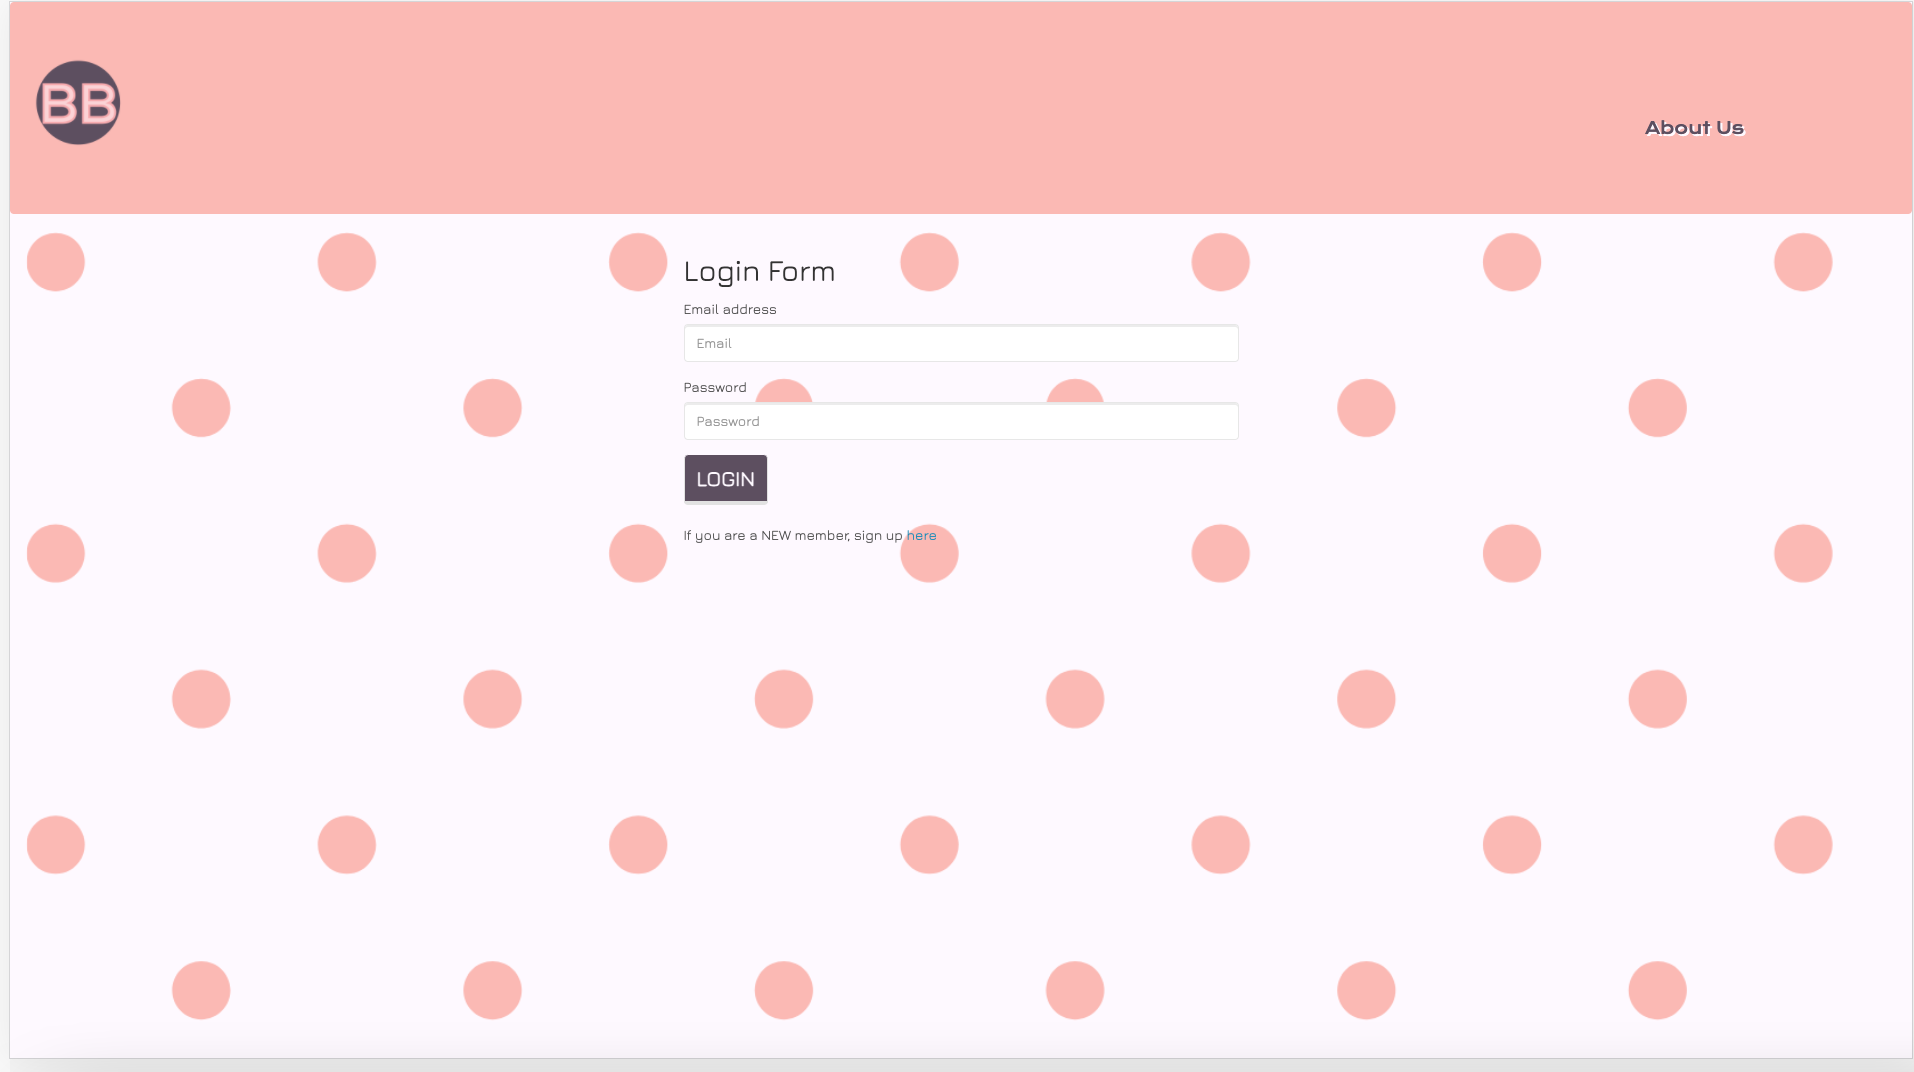 BB
About Us
Login Form
Email address
Email
Password
Password
LOGIN
If you are a NEW member, sign up here